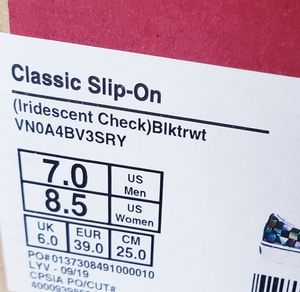 Classic Slip-On
(Iridescent Check)Blktrwt
VN0A4BV3SRY
7.0 US Men
8.5 US Women
UK 6.0 EUR 39.0 CM 25.0
PO#0137308491000010
LYV - 09/19
CPSIA PO/CUT#